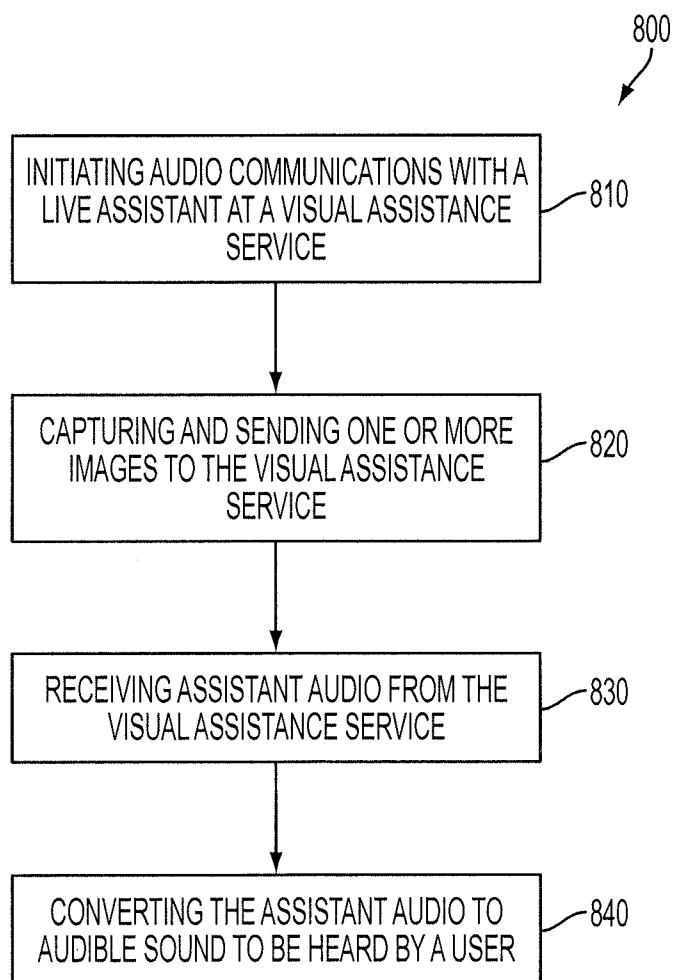 800
INITIATING AUDIO COMMUNICATIONS WITH A
LIVE ASSISTANT AT A VISUAL ASSISTANCE
SERVICE
810
CAPTURING AND SENDING ONE OR MORE
IMAGES TO THE VISUAL ASSISTANCE
SERVICE
820
RECEIVING ASSISTANT AUDIO FROM THE
VISUAL ASSISTANCE SERVICE
830
CONVERTING THE ASSISTANT AUDIO TO
AUDIBLE SOUND TO BE HEARD BY A USER
840